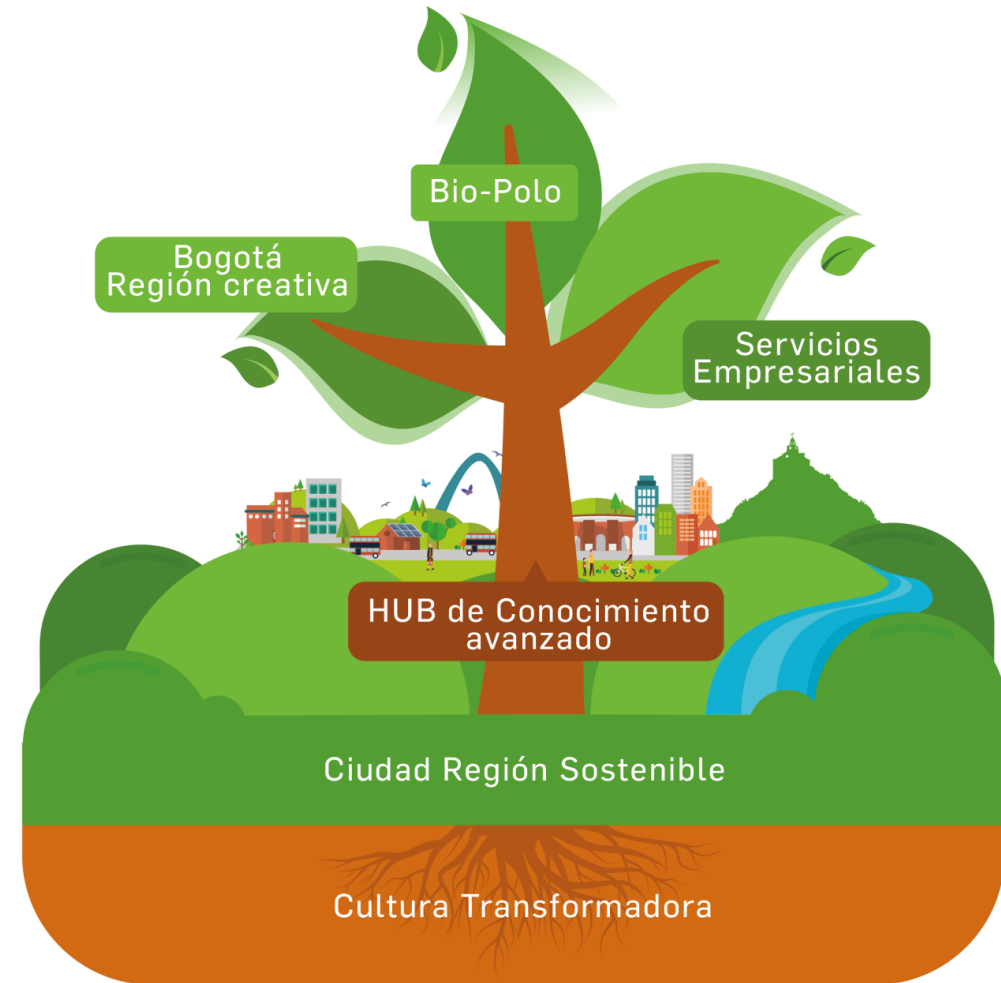 Bio-Polo
Bogotá
Región creativa
Servicios
Empresariales
HUB de Conocimiento
avanzado
Ciudad Región Sostenible
Cultura Transformadora